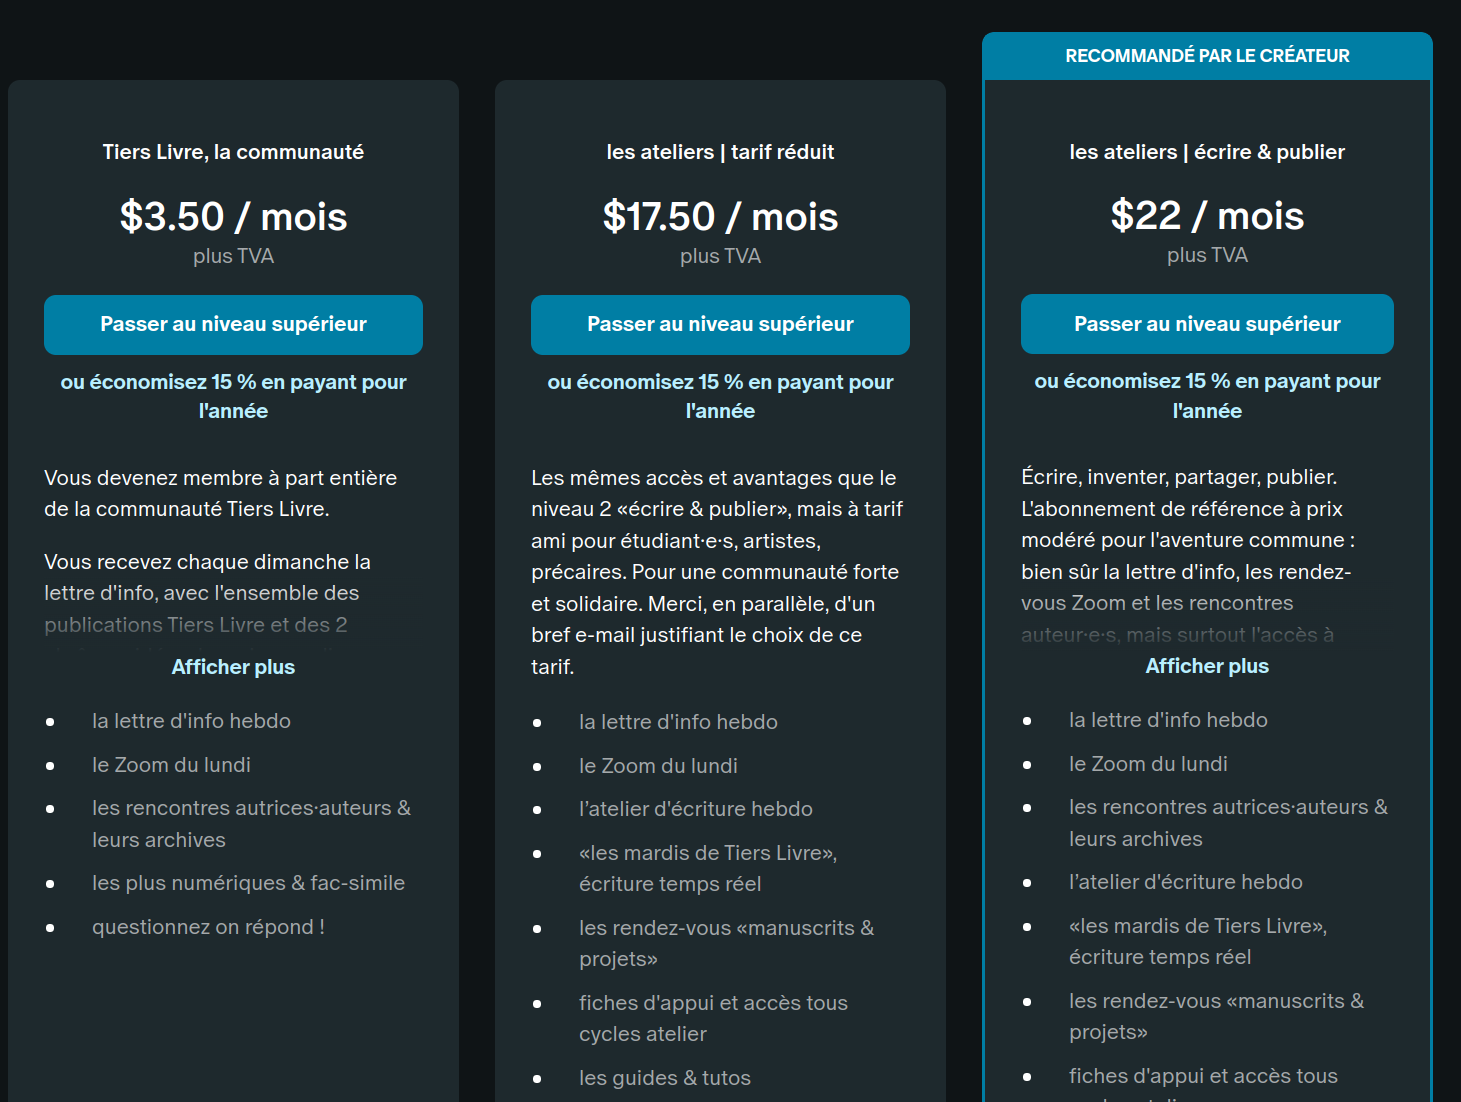 Tiers Livre, la communauté
$3.50 / mois
plus TVA
Passer au niveau supérieur
ou économisez 15 % en payant pour
l'année
Vous devenez membre à part entière
de la communauté Tiers Livre.
Vous recevez chaque dimanche la
lettre d'info, avec l'ensemble des
publications Tiers Livre et des 2
Afficher plus
la lettre d'info hebdo
le Zoom du lundi
les rencontres autrices·auteurs &
leurs archives
les plus numériques & fac-simile
questionnez on répond !
les ateliers | tarif réduit
$17.50 / mois
plus TVA
Passer au niveau supérieur
ou économisez 15 % en payant pour
l'année
Les mêmes accès et avantages que le
niveau 2 «écrire & publier», mais à tarif
ami pour étudiant·e·s, artistes,
précaires. Pour une communauté forte
et solidaire. Merci, en parallèle, d'un
bref e-mail justifiant le choix de ce
tarif.
la lettre d'info hebdo
le Zoom du lundi
l’atelier d'écriture hebdo
«les mardis de Tiers Livre»,
écriture temps réel
les rendez-vous «manuscrits &
projets»
fiches d'appui et accès tous
cycles atelier
les guides & tutos
RECOMMANDÉ PAR LE CRÉATEUR
les ateliers | écrire & publier
$22 / mois
plus TVA
Passer au niveau supérieur
ou économisez 15 % en payant pour
l'année
Écrire, inventer, partager, publier.
L'abonnement de référence à prix
modéré pour l'aventure commune :
bien sûr la lettre d'info, les rendez-
vous Zoom et les rencontres
auteur·e·s, mais surtout l'accès à
Afficher plus
la lettre d'info hebdo
le Zoom du lundi
les rencontres autrices·auteurs &
leurs archives
l’atelier d'écriture hebdo
«les mardis de Tiers Livre»,
écriture temps réel
les rendez-vous «manuscrits &
projets»
fiches d'appui et accès tous